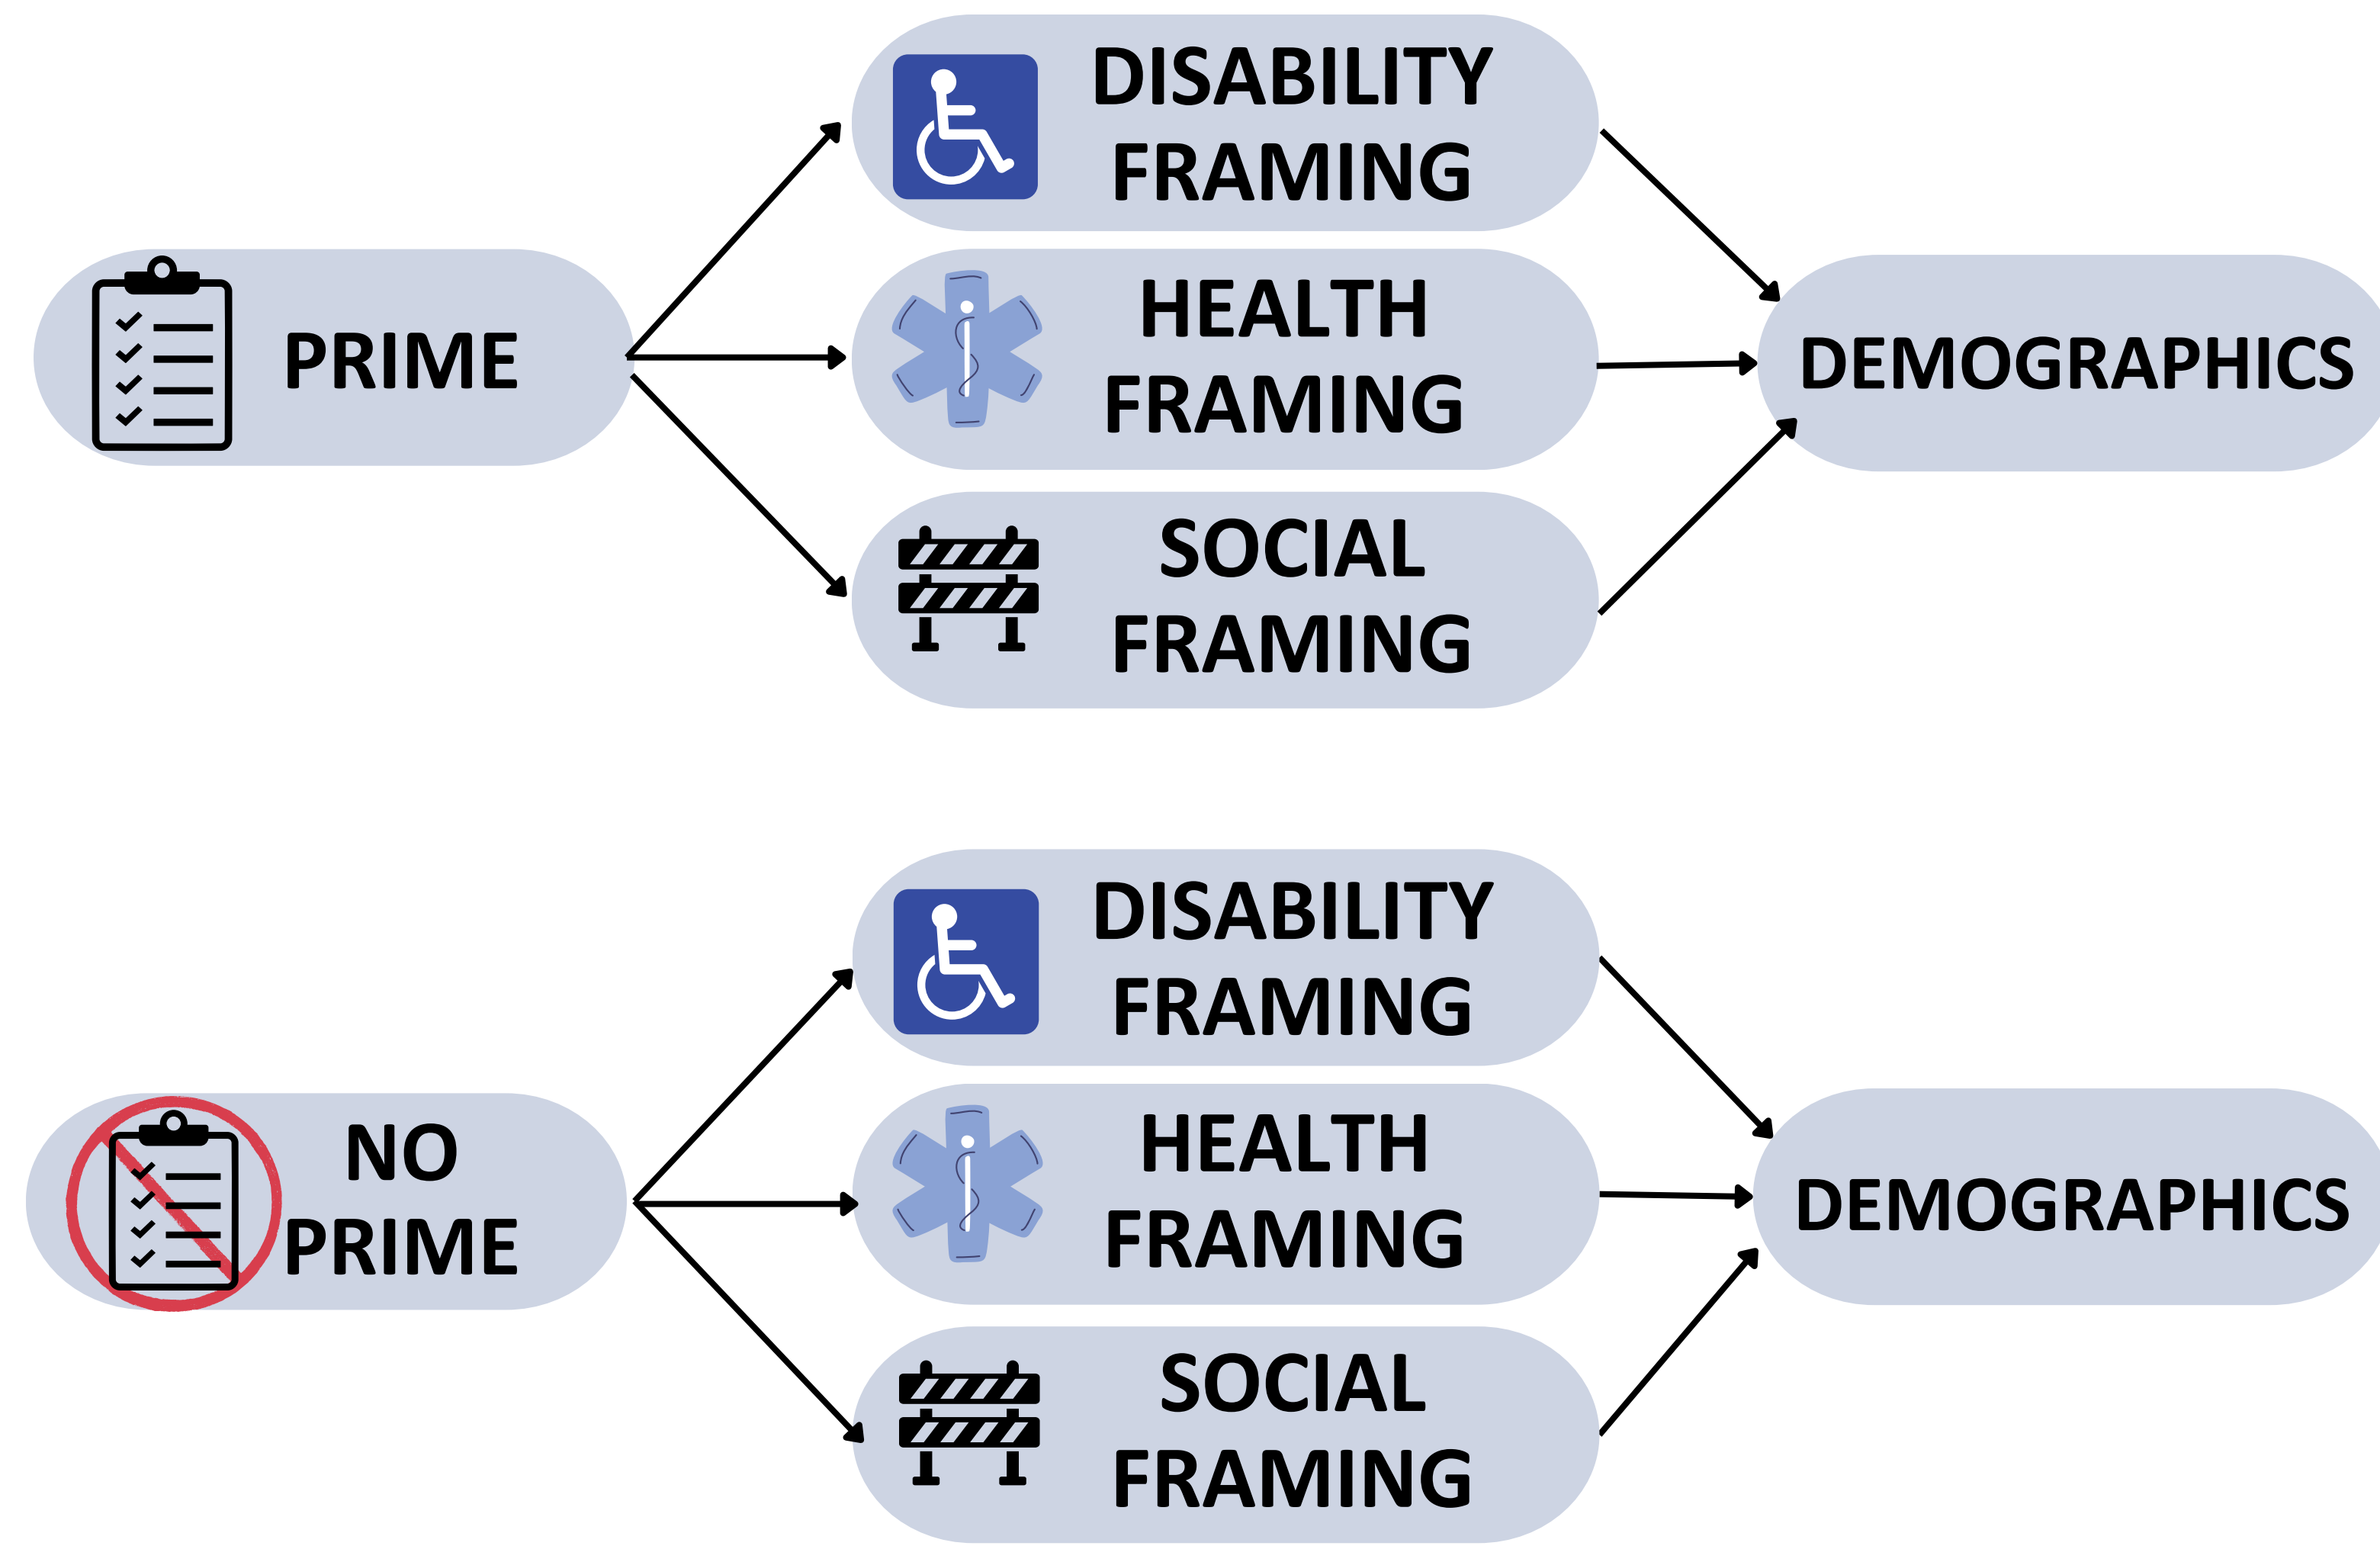 PRIME
DISABILITY
FRAMING
HEALTH
FRAMING
SOCIAL
FRAMING
DEMOGRAPHICS
NO
PRIME
DISABILITY
FRAMING
HEALTH
FRAMING
SOCIAL
FRAMING
DEMOGRAPHICS